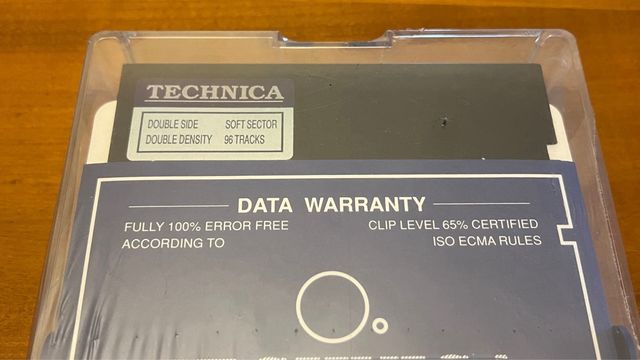 TECHNICA
DOUBLE SIDE SOFT SECTOR
DOUBLE DENSITY 96 TRACKS
DATA WARRANTY
FULLY 100% ERROR FREE CLIP LEVEL 65% CERTIFIED
ACCORDING TO ISO ECMA RULES